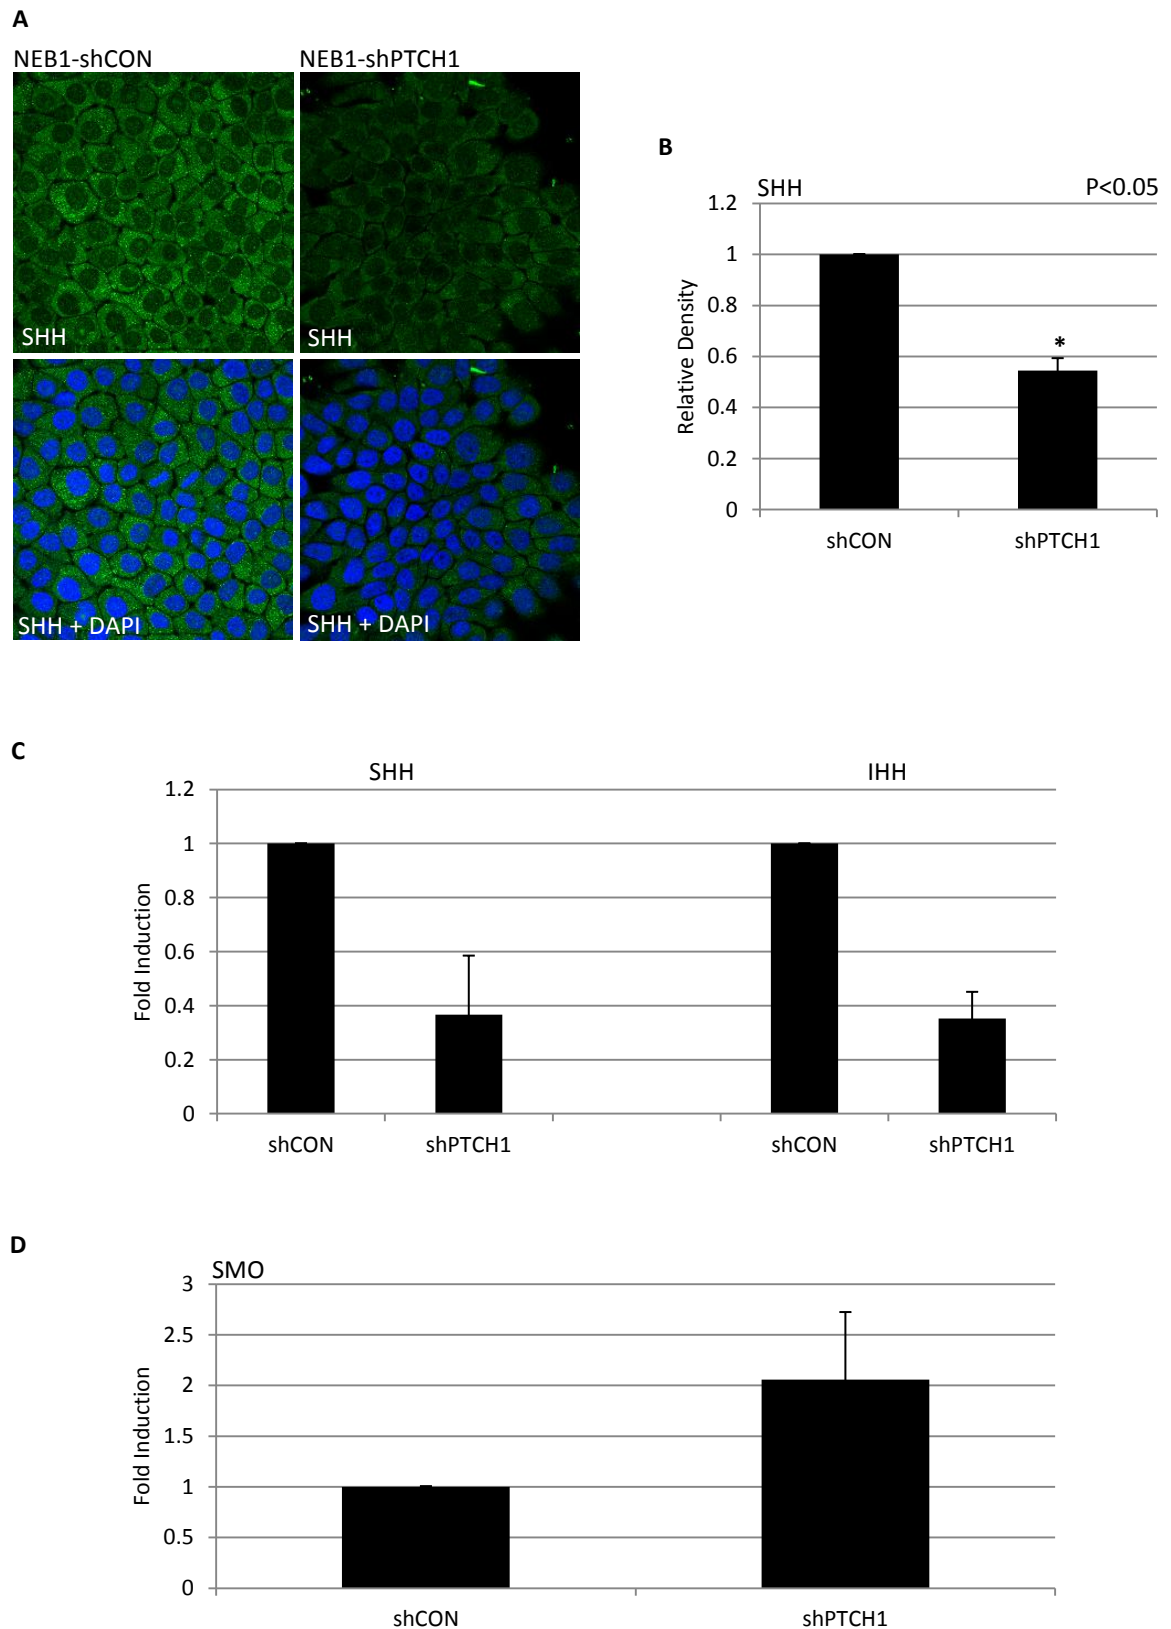 A
NEB1-shCON
NEB1-shPTCH1
SHH
SHH
SHH + DAPI
SHH + DAPI
B
SHH
P<0.05
1.2
1
0.8
0.6
0.4
0.2
0
Relative Density
*
shCON
shPTCH1
C
SHH
IHH
1.2
1
0.8
0.6
0.4
0.2
0
Fold Induction
shCON
shPTCH1
shCON
shPTCH1
D
SMO
3
2.5
2
1.5
1
0.5
0
Fold Induction
shCON
shPTCH1